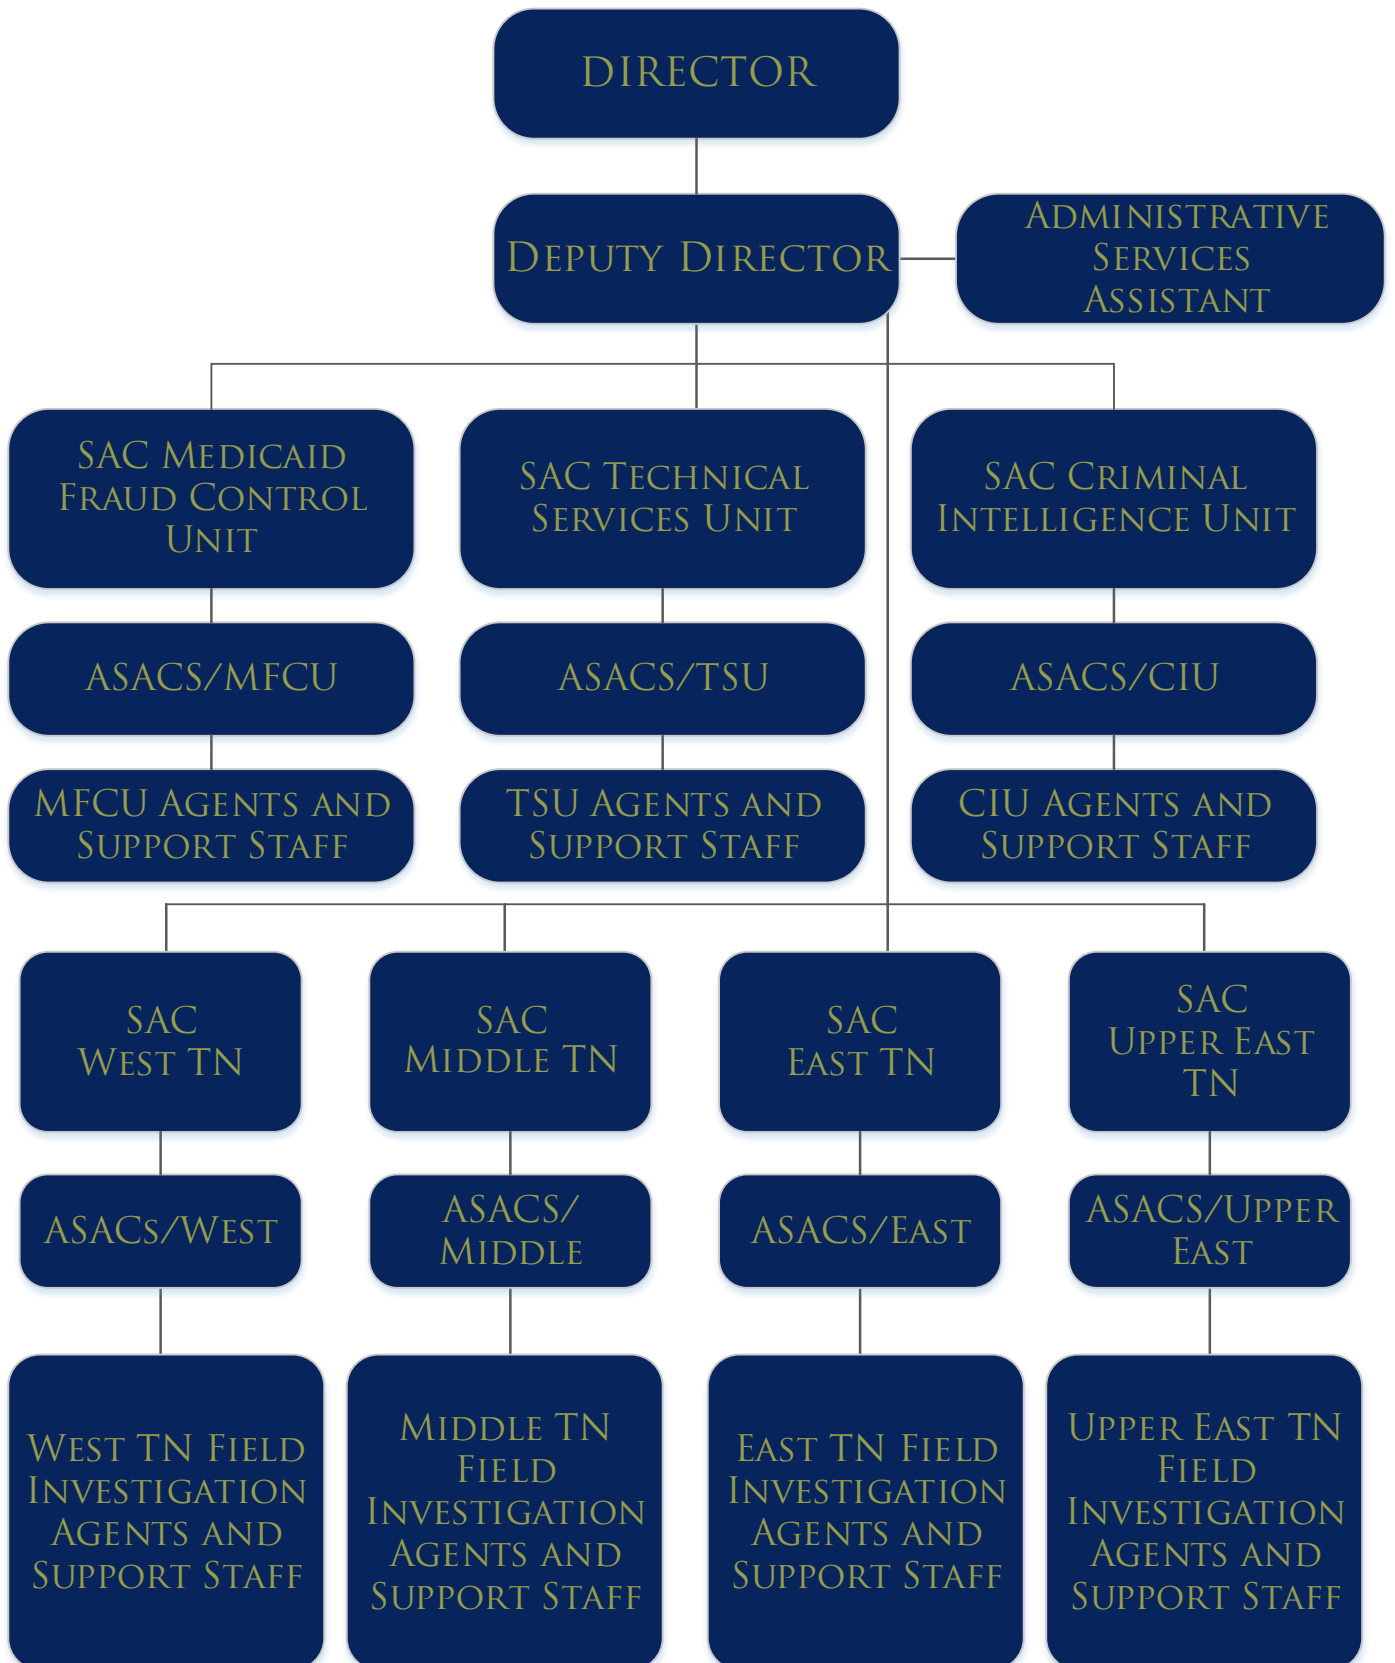 DIRECTOR
DEPUTY DIRECTOR
ADMINISTRATIVE
SERVICES
ASSISTANT
SAC MEDICAID
FRAUD CONTROL
UNIT
SAC TECHNICAL
SERVICES UNIT
SAC CRIMINAL
INTELLIGENCE UNIT
ASACS/MFCU
ASACS/TSU
ASACS/CIU
MFCU AGENTS AND
SUPPORT STAFF
TSU AGENTS AND
SUPPORT STAFF
CIU AGENTS AND
SUPPORT STAFF
SAC
WEST TN
SAC
MIDDLE TN
SAC
EAST TN
SAC
UPPER EAST
TN
ASACS/WEST
ASACS/
MIDDLE
ASACS/EAST
ASACS/UPPER
EAST
WEST TN FIELD
INVESTIGATION
AGENTS AND
SUPPORT STAFF
MIDDLE TN
FIELD
INVESTIGATION
AGENTS AND
SUPPORT STAFF
EAST TN FIELD
INVESTIGATION
AGENTS AND
SUPPORT STAFF
UPPER EAST TN
FIELD
INVESTIGATION
AGENTS AND
SUPPORT STAFF